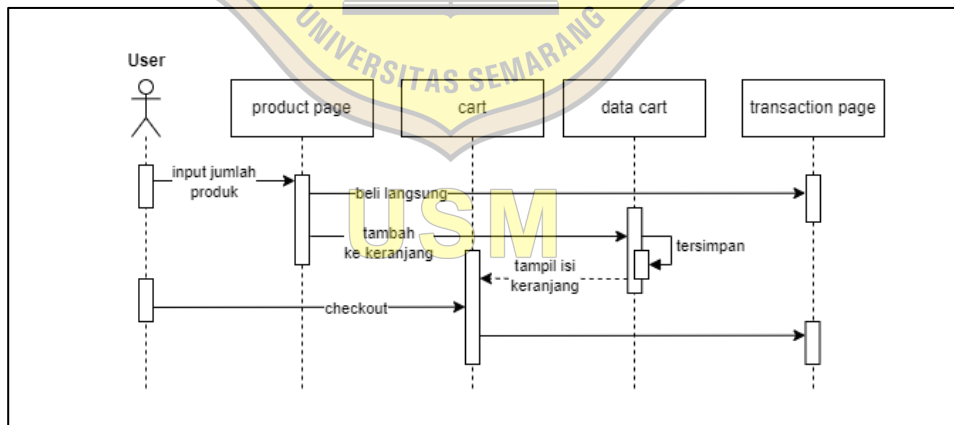 UNIVERSITAS SEMARANG
User
product page
cart
data cart
transaction page
input jumlah
produk
beli langsung
USM
tambah
ke keranjang
tersimpan
tampil isi
keranjang
checkout